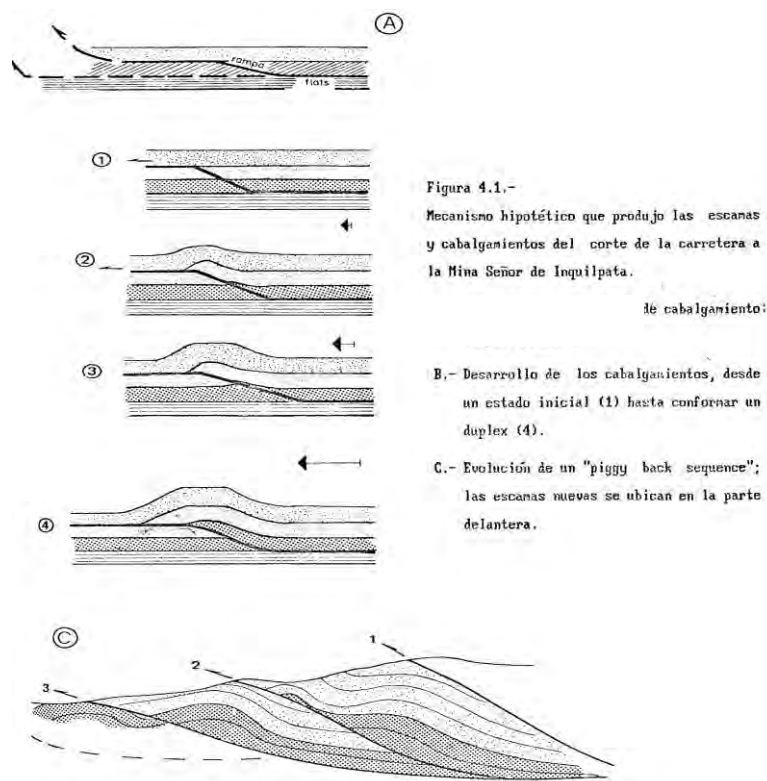 A
rampa
flats
1
2
3
4
Figura 4.1.-
Mecanismo hipotético que produjo las escamas
y cabalgamientos del corte de la carretera a
la Mina Señor de Inquilpata.
de cabalgamiento:
B.- Desarrollo de los cabalgamientos, desde
un estado inicial (1) hasta conformar un
duplex (4).
C.- Evolución de un "piggy back sequence";
las escamas nuevas se ubican en la parte
delantera.
C
1
2
3